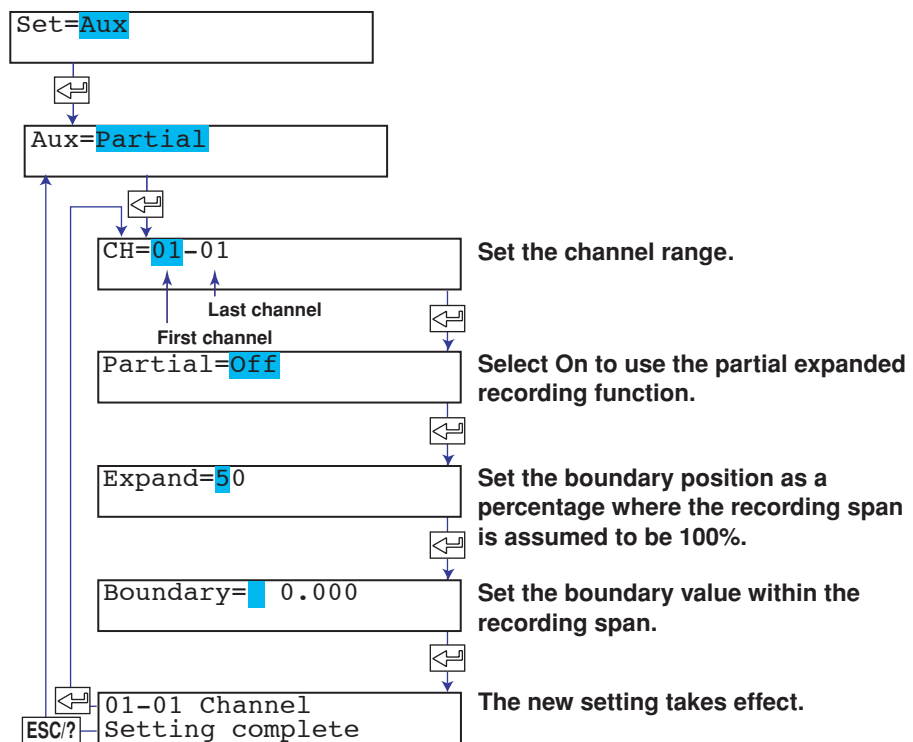 Set=Aux
Aux=Partial
CH=01-01
Set the channel range.
Last channel
First channel
Partial=Off
Select On to use the partial expanded
recording function.
Expand=50
Set the boundary position as a
percentage where the recording span
is assumed to be 100%.
Boundary= 0.000
Set the boundary value within the
recording span.
01-01 Channel
Setting complete
The new setting takes effect.
ESC/?